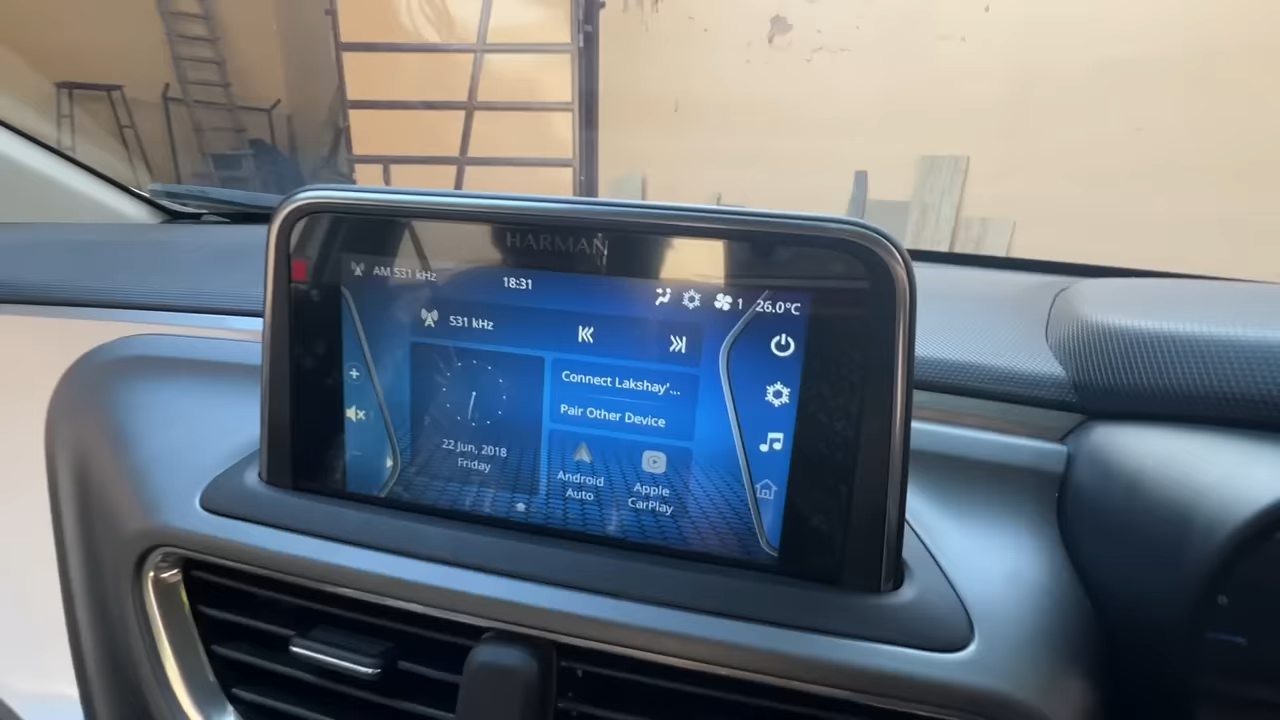 HARMAN
AM 531 kHz
18:31
1
26.0°C
531 kHz
Connect Lakshay'...
Pair Other Device
22 Jun, 2018
Friday
Android
Auto
Apple
CarPlay